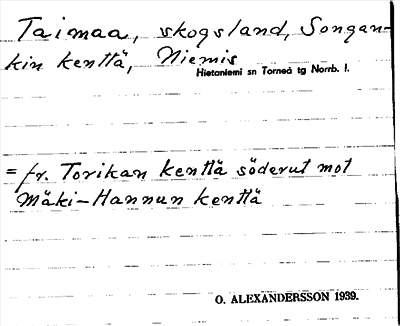 Taimaa, skogsland, Songan-
kin kenttä, Niemis
Hietaniemi sn Torneå tg Norrb. l.
= fr. Torikan kenttä söderut mot
Mäki-Hannun kenttä
O. ALEXANDERSSON 1939.